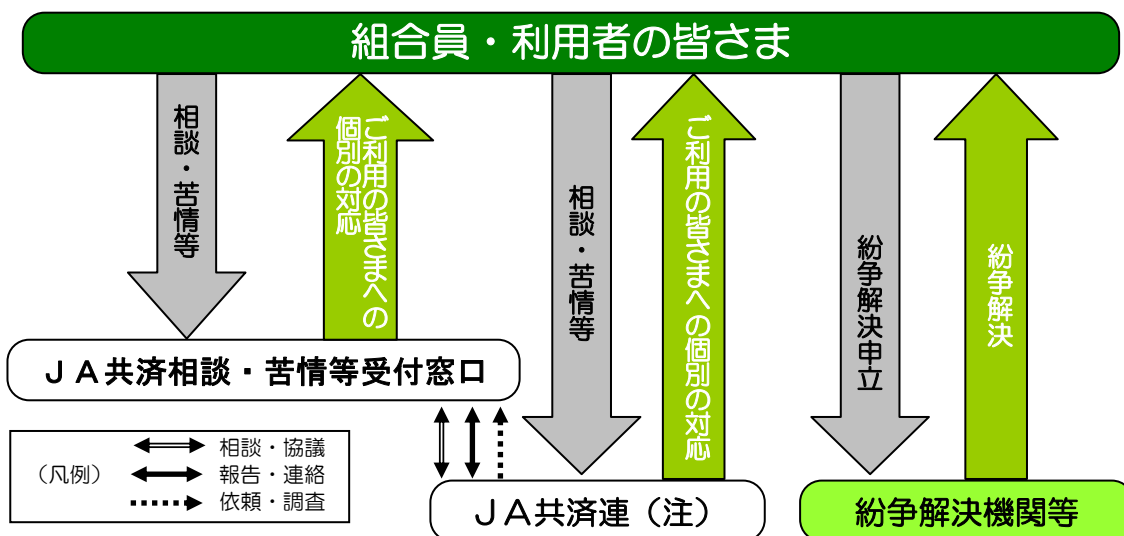 組合員・利用者の皆さま
相談・苦情等
ご利用の皆さまへの
個別の対応
相談・苦情等
ご利用の皆さまへの個別の対応
紛争解決申立
紛争解決
ＪＡ共済相談・苦情等受付窓口
（凡例）
相談・協議
報告・連絡
依頼・調査
ＪＡ共済連（注）
紛争解決機関等